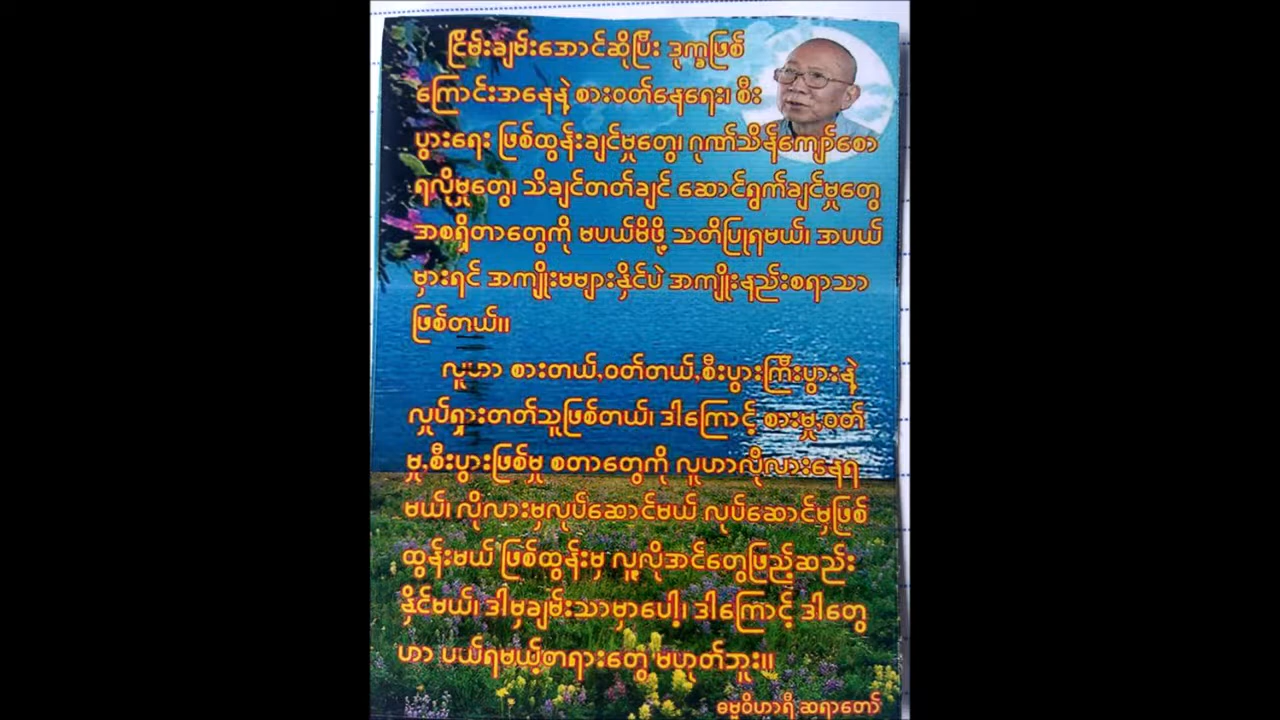 ငြိမ်းချမ်းအောင်ဆိုပြီး ဒုက္ခဖြစ်
ကြောင်းအနေနဲ့ စားဝတ်နေရေး၊ စီး
ပွားရေး ဖြစ်ထွန်းချင်မှုတွေ၊ ဂုဏ်သိန်ကျော်စော
ရလိုမှုတွေ၊ သိချင်တတ်ချင် ဆောင်ရွက်ချင်မှုတွေ
အစရှိတာတွေကို မပယ်မိဖို့ သတိပြုရမယ်၊ အပယ်
မှားရင် အကျိုးမများနှိင်ပဲ အကျိုးနည်းစရာသာ
ဖြစ်တယ်။
လူဟာ စားတယ်,ဝတ်တယ်,စီးပွားကြီးပွားနဲ့
လှုပ်ရှားတတ်သူဖြစ်တယ်၊ ဒါကြောင့် စားမှု,ဝတ်
မှု,စီးပွားဖြစ်မှု စတာတွေကို လူဟာလိုလားနေရ
မယ်၊ လိုလားမှလုပ်ဆောင်မယ် လုပ်ဆောင်မှဖြစ်
ထွန်းမယ် ဖြစ်ထွန်းမှ လူ့လိုအင်တွေဖြည့်ဆည်း
နှိင်မယ်၊ ဒါမှချမ်းသာမှာပေါ့၊ ဒါကြောင့် ဒါတွေ
ဟာ ပယ်ရမယ့်တရားတွေ မဟုတ်ဘူး။
ဓမ္မဝိဟာရီ ဆရာတော်